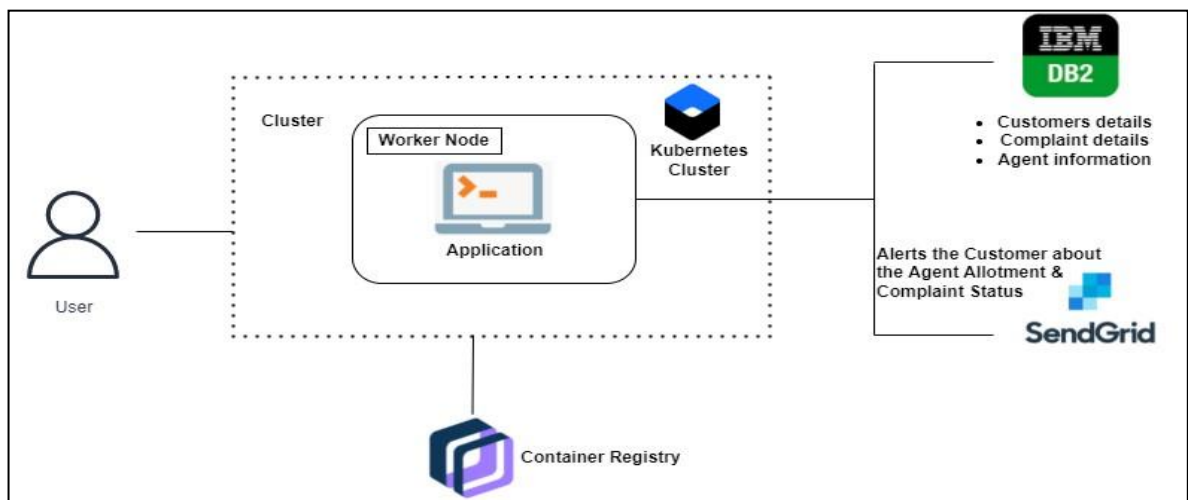 IBM
DB2
• Customers details
• Complaint details
• Agent information
Cluster
Worker Node
Kubernetes
Cluster
Application
User
Alerts the Customer about
the Agent Allotment &
Complaint Status
SendGrid
Container Registry